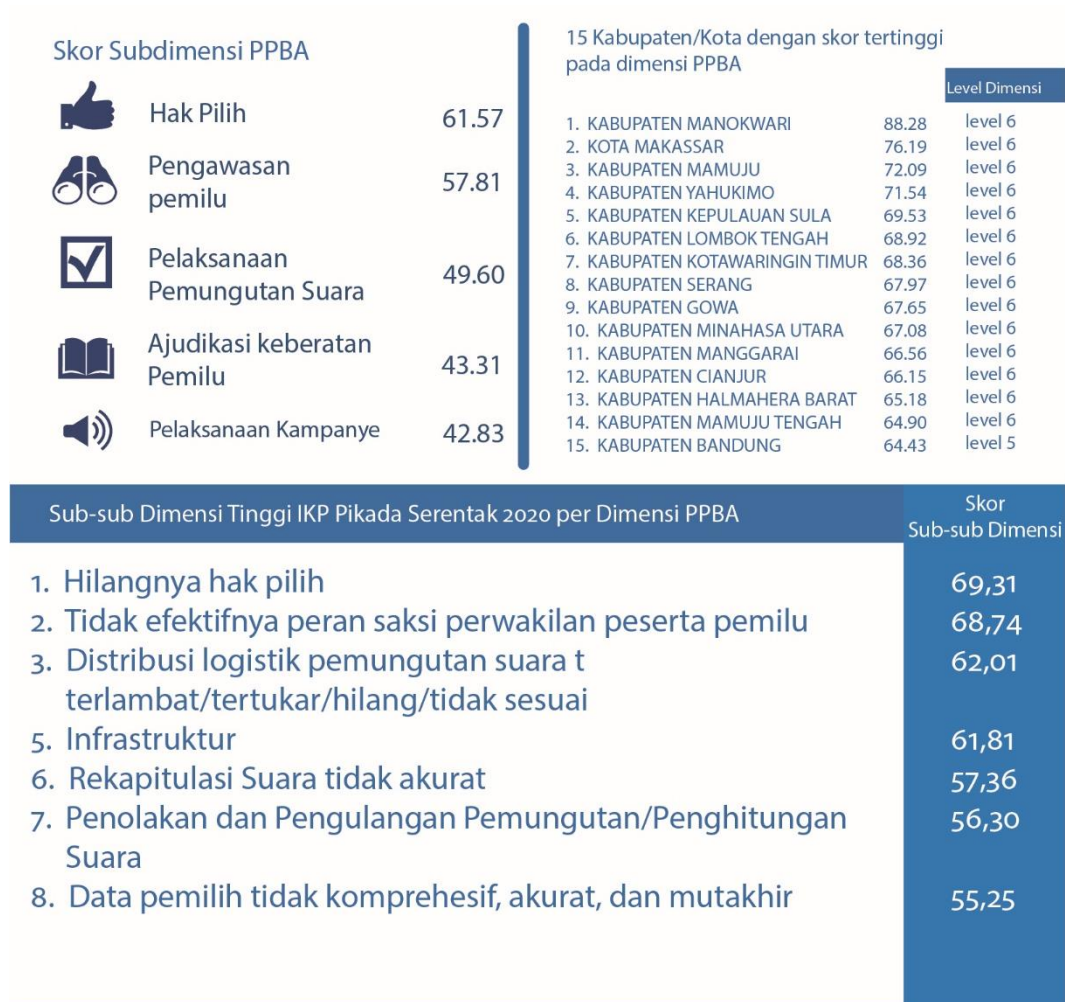 Skor Subdimensi PPBA
Hak Pilih 61.57
Pengawasan
pemilu 57.81
Pelaksanaan
Pemungutan Suara 49.60
Ajudikasi keberatan
Pemilu 43.31
Pelaksanaan Kampanye 42.83
15 Kabupaten/Kota dengan skor tertinggi
pada dimensi PPBA
Level Dimensi
1. KABUPATEN MANOKWARI 88.28 level 6
2. KOTA MAKASSAR 76.19 level 6
3. KABUPATEN MAMUJU 72.09 level 6
4. KABUPATEN YAHUKIMO 71.54 level 6
5. KABUPATEN KEPULAUAN SULA 69.53 level 6
6. KABUPATEN LOMBOK TENGAH 68.92 level 6
7. KABUPATEN KOTAWARINGIN TIMUR 68.36 level 6
8. KABUPATEN SERANG 67.97 level 6
9. KABUPATEN GOWA 67.65 level 6
10. KABUPATEN MINAHASA UTARA 67.08 level 6
11. KABUPATEN MANGGARAI 66.56 level 6
12. KABUPATEN CIANJUR 66.15 level 6
13. KABUPATEN HALMAHERA BARAT 65.18 level 6
14. KABUPATEN MAMUJU TENGAH 64.90 level 6
15. KABUPATEN BANDUNG 64.43 level 5
Sub-sub Dimensi Tinggi IKP Pikada Serentak 2020 per Dimensi PPBA
Skor
Sub-sub Dimensi
1. Hilangnya hak pilih 69,31
2. Tidak efektifnya peran saksi perwakilan peserta pemilu 68,74
3. Distribusi logistik pemungutan suara t 62,01
terlambat/tertukar/hilang/tidak sesuai
5. Infrastruktur 61,81
6. Rekapitulasi Suara tidak akurat 57,36
7. Penolakan dan Pengulangan Pemungutan/Penghitungan 56,30
Suara
8. Data pemilih tidak komprehesif, akurat, dan mutakhir 55,25